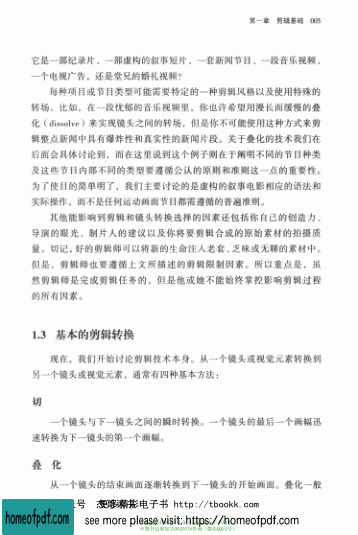 第一章 剪辑基础 005
它是一部纪录片、一部虚构的叙事短片、一套新闻节目、一段音乐视频、
一个电视广告，还是堂兄的婚礼视频？
每种项目或节目类型可能需要特定的一种剪辑风格以及使用特殊的
转场。比如，在一段忧郁的音乐视频里，你也许希望用漫长而缓慢的叠
化（dissolve）来实现镜头之间的转场，但是你不可能使用这种方式来剪
辑整点新闻中具有爆炸性和真实性的新闻片段。关于叠化的技术我们在
后面会具体讨论到，而在这里说到这个例子则在于阐明不同的节目种类
及这些节目内部不同的类型要遵循公认的原则和准则这一点的重要性。
为了使目的简单明了，我们主要讨论的是虚构的叙事电影相应的语法和
实际操作，而不是任何运动画面节目都需遵循的普遍准则。
其他能影响到剪辑和镜头转换选择的因素还包括你自己的创造力、
导演的眼光、制片人的建议以及你将要剪辑合成的原始素材的拍摄质
量。切记，好的剪辑师可以将新的生命注入老套、乏味或无聊的素材中。
但是，剪辑师也要遵循上文所描述的剪辑限制因素。所以重点是，虽
然剪辑师是完成剪辑任务的，但是他或她不能始终掌控影响剪辑过程
的所有因素。
1.3 基本的剪辑转换
现在，我们开始讨论剪辑技术本身。从一个镜头或视觉元素转换到
另一个镜头或视觉元素，通常有四种基本方法：
切
一个镜头与下一镜头之间的瞬时转换。一个镜头的最后一个画幅迅
速转换为下一镜头的第一个画幅。
叠 化
从一个镜头的结束画面逐渐转换到下一镜头的开始画面。叠化一般
电子书 http://tbookk.com
homeofpdf.com
see more please visit: https://homeofpdf.com